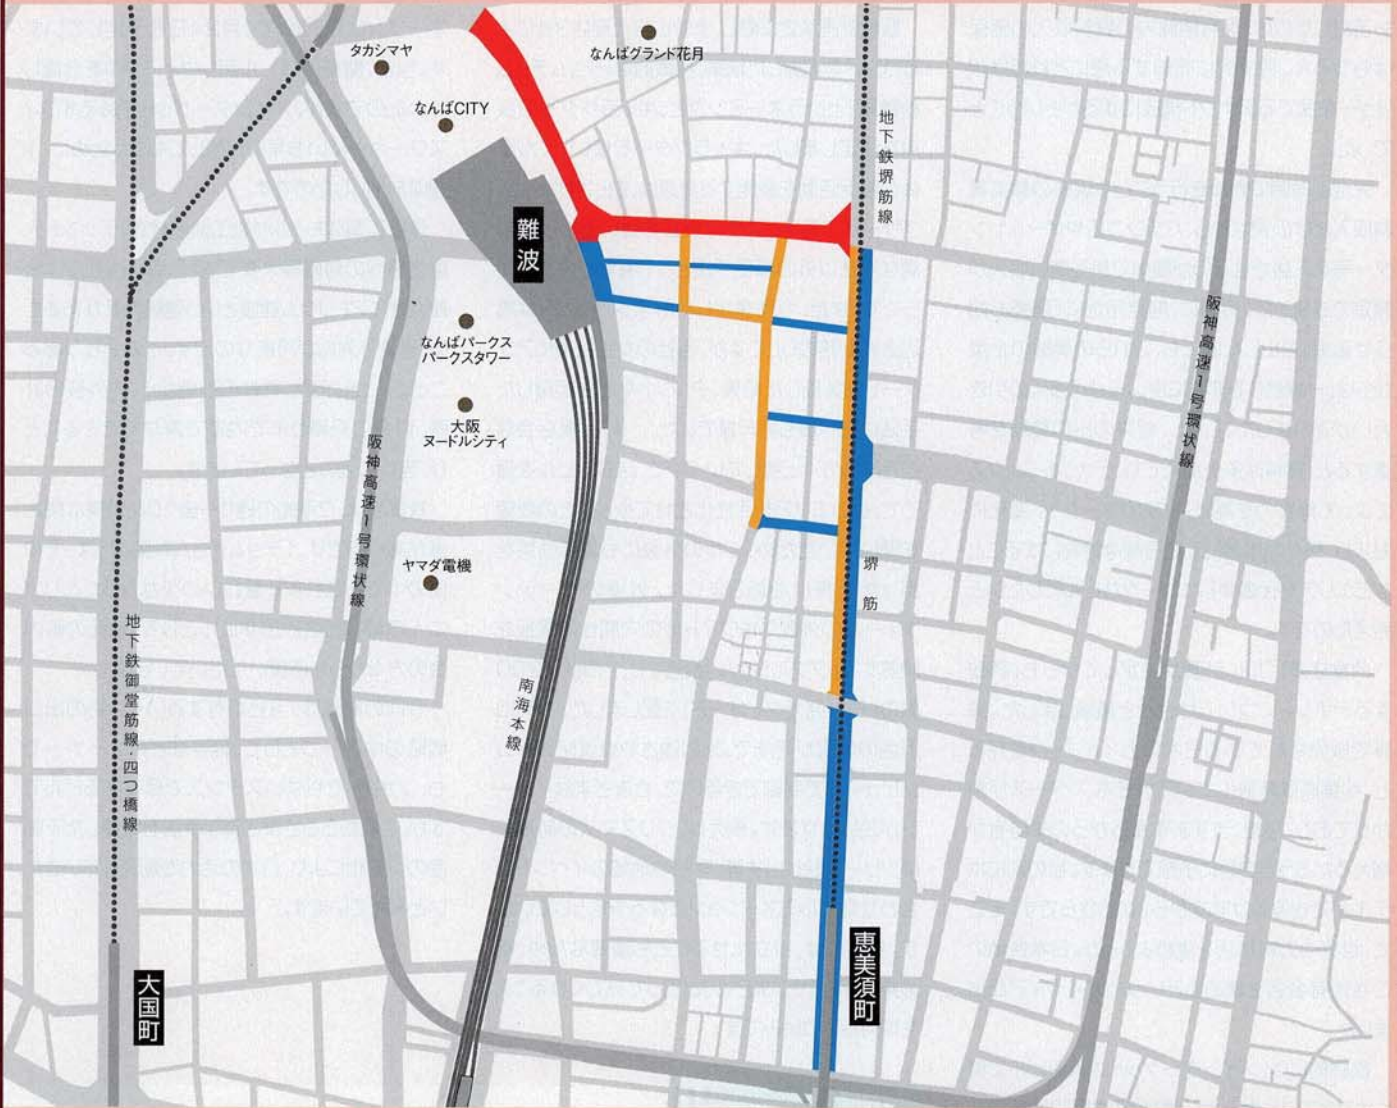 タカシマヤ
なんばグランド花月
なんばCITY
地下鉄堺筋線
難波
阪神高速1号環状線
なんばパークス
パークスタワー
大阪
ヌードルシティ
阪神高速1号環状線
ヤマダ電機
堺筋
地下鉄御堂筋線・四つ橋線
南海本線
恵美須町
大国町